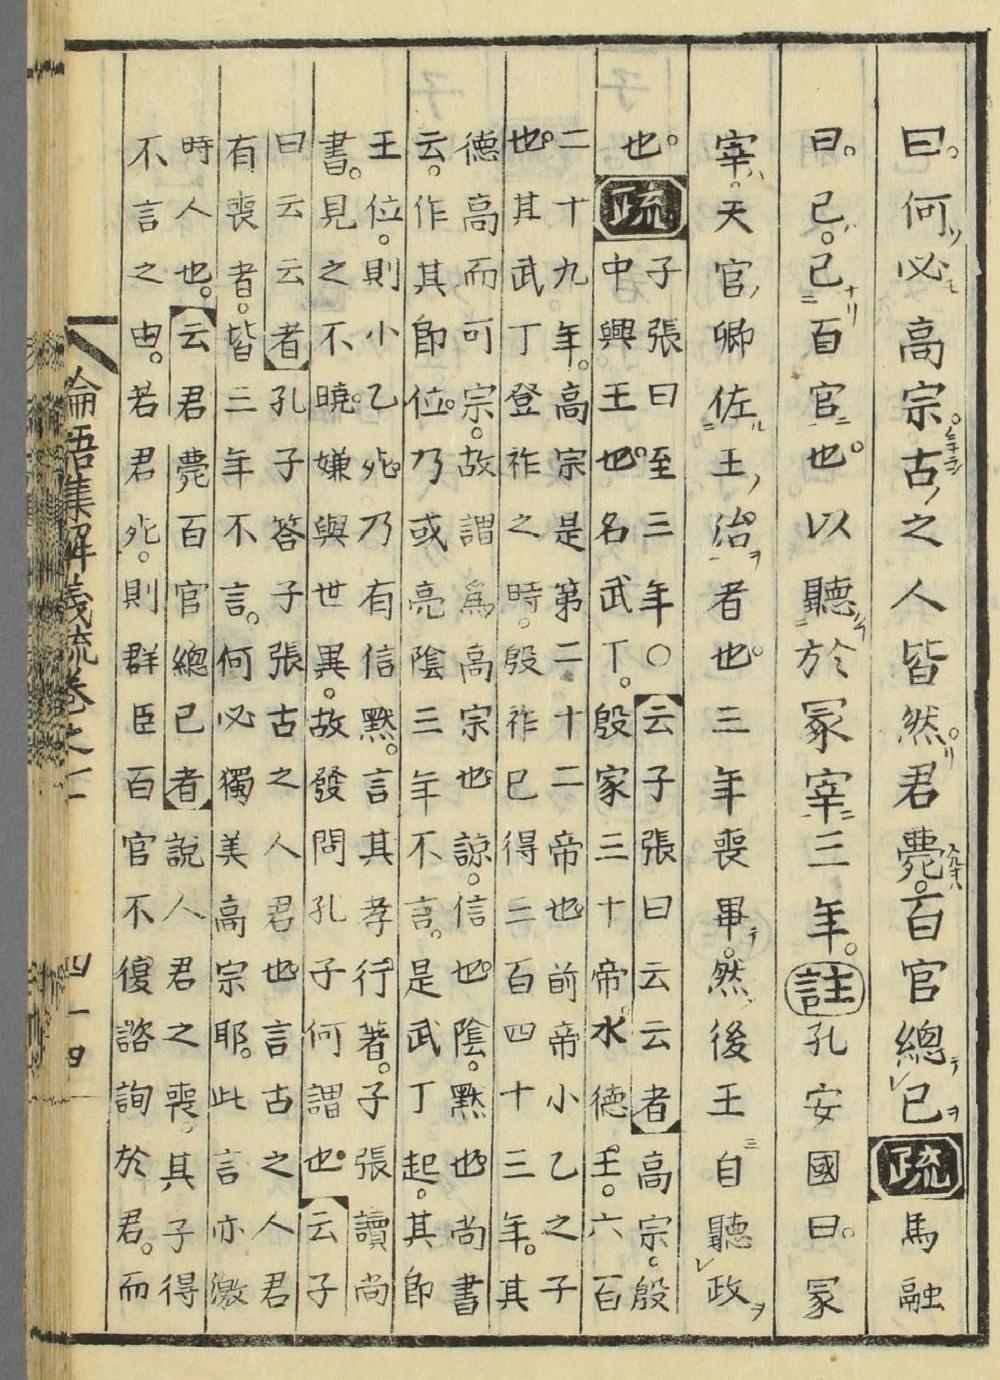 曰。何必高宗。古之人皆然。君薨。百官總已疏馬融
曰。已。已百官也。以聽於冢宰三年。註孔安國曰。冢
宰。天官卿佐王治者也。三年喪畢。然後王自聽政
也。疏子張曰至三年○云子張曰云云者高宗。殷
中興王也。名武丁。殷家三十帝。水德王。六百
二十九年。高宗是第二十二帝也前帝小乙之子
也。其武丁登祚之時。殷祚已得三百四十三年。其
德高而可宗。故謂爲高宗也諒。信也。陰。黙也尚書
云。作其即位。乃或亮陰三年不言。是武丁起。其即
王位。則小乙死。乃有信黙。言其孝行著。子張讀尚
書。見之不曉。嫌與世異。故發問孔子何謂也。云子
曰云云者孔子答子張古之人君也言古之人君
有喪者。皆三年不言。何必獨美高宗耶。此言亦激
時人也。云君薨百官總已者說人君之喪。其子得
不言之由。若君死。則群臣百官不復諮詢於君。而
論語集解義疏卷之